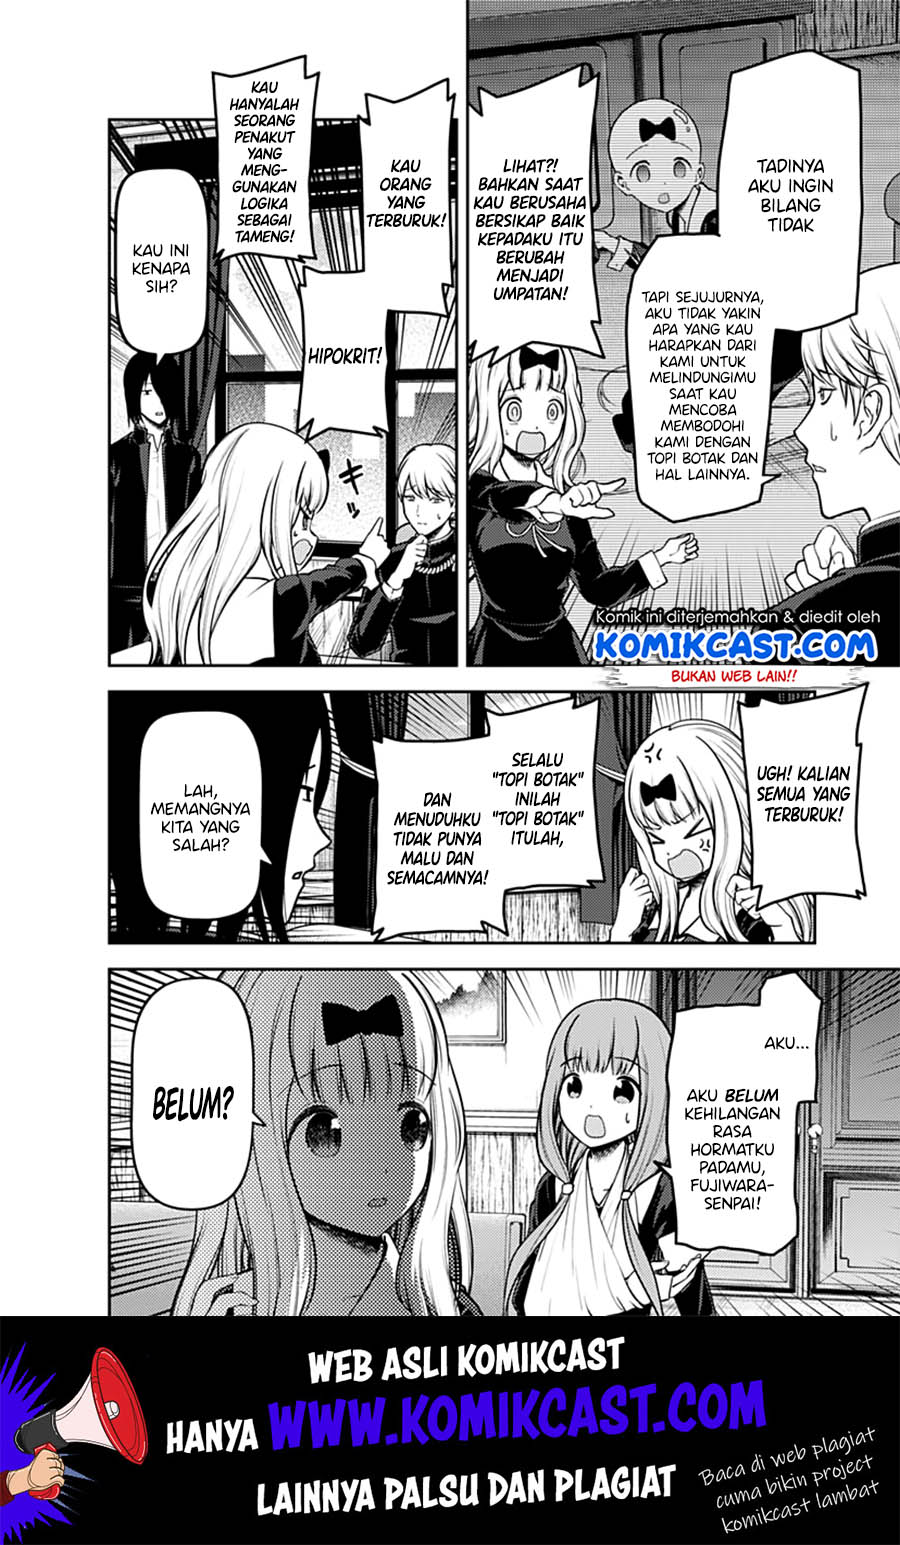 TADINYA
AKU INGIN
BILANG
TIDAK
TAPI SEJUJURNYA,
AKU TIDAK YAKIN
APA YANG KAU
HARAPKAN DARI
KAMI UNTUK
MELINDUNGIMU
SAAT KAU
MENCOBA
MEMBODOHI
KAMI DENGAN
TOPI BOTAK DAN
HAL LAINNYA.
LIHAT?!
BAHKAN SAAT
KAU BERUSAHA
BERSIKAP BAIK
KEPADAKU ITU
BERUBAH
MENJADI
UMPATAN!
KAU
ORANG
YANG
TERBURUK!
HIPOKRIT!
KAU
HANYALAH
SEORANG
PENAKUT
YANG
MENG-
GUNAKAN
LOGIKA
SEBAGAI
TAMENG!
KAU INI
KENAPA
SIH?
Komik ini diterjemahkan & diedit oleh
KOMIKCAST.COM
BUKAN WEB LAIN!!
UGH! KALIAN
SEMUA YANG
TERBURUK!
SELALU
"TOPI BOTAK"
INILAH
"TOPI BOTAK"
ITULAH,
DAN
MENUDUHKU
TIDAK PUNYA
MALU DAN
SEMACAMNYA!
LAH,
MEMANGNYA
KITA YANG
SALAH?
AKU...
AKU BELUM
KEHILANGAN
RASA
HORMATKU
PADAMU,
FUJIWARA-
SENPAI!
BELUM?
WEB ASLI KOMIKCAST
HANYA WWW.KOMIKCAST.COM
LAINNYA PALSU DAN PLAGIAT
Baca di web plagiat
cuma bikin project
komikcast lambat